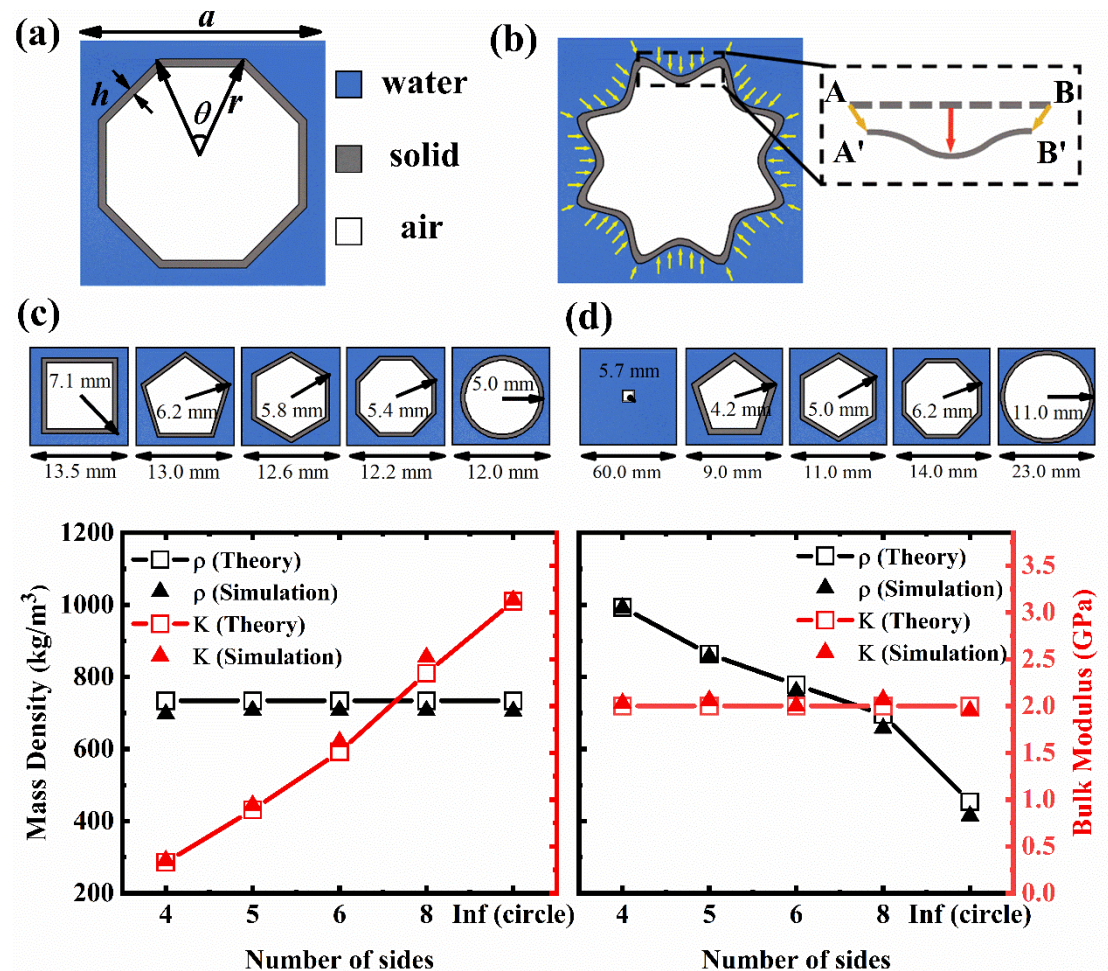 (a)
a
h
θ
r
water
solid
air
(b)
A
B
A'
B'
(c)
7.1 mm
6.2 mm
5.8 mm
5.4 mm
5.0 mm
13.5 mm
13.0 mm
12.6 mm
12.2 mm
12.0 mm
(d)
5.7 mm
4.2 mm
5.0 mm
6.2 mm
11.0 mm
60.0 mm
9.0 mm
11.0 mm
14.0 mm
23.0 mm
1200
1000
800
600
400
200
Mass Density (kg/m³)
ρ (Theory)
ρ (Simulation)
K (Theory)
K (Simulation)
4 5 6 8 Inf (circle)
Number of sides
ρ (Theory)
ρ (Simulation)
K (Theory)
K (Simulation)
3.5
3.0
2.5
2.0
1.5
1.0
0.5
0.0
Bulk Modulus (GPa)
4 5 6 8 Inf (circle)
Number of sides